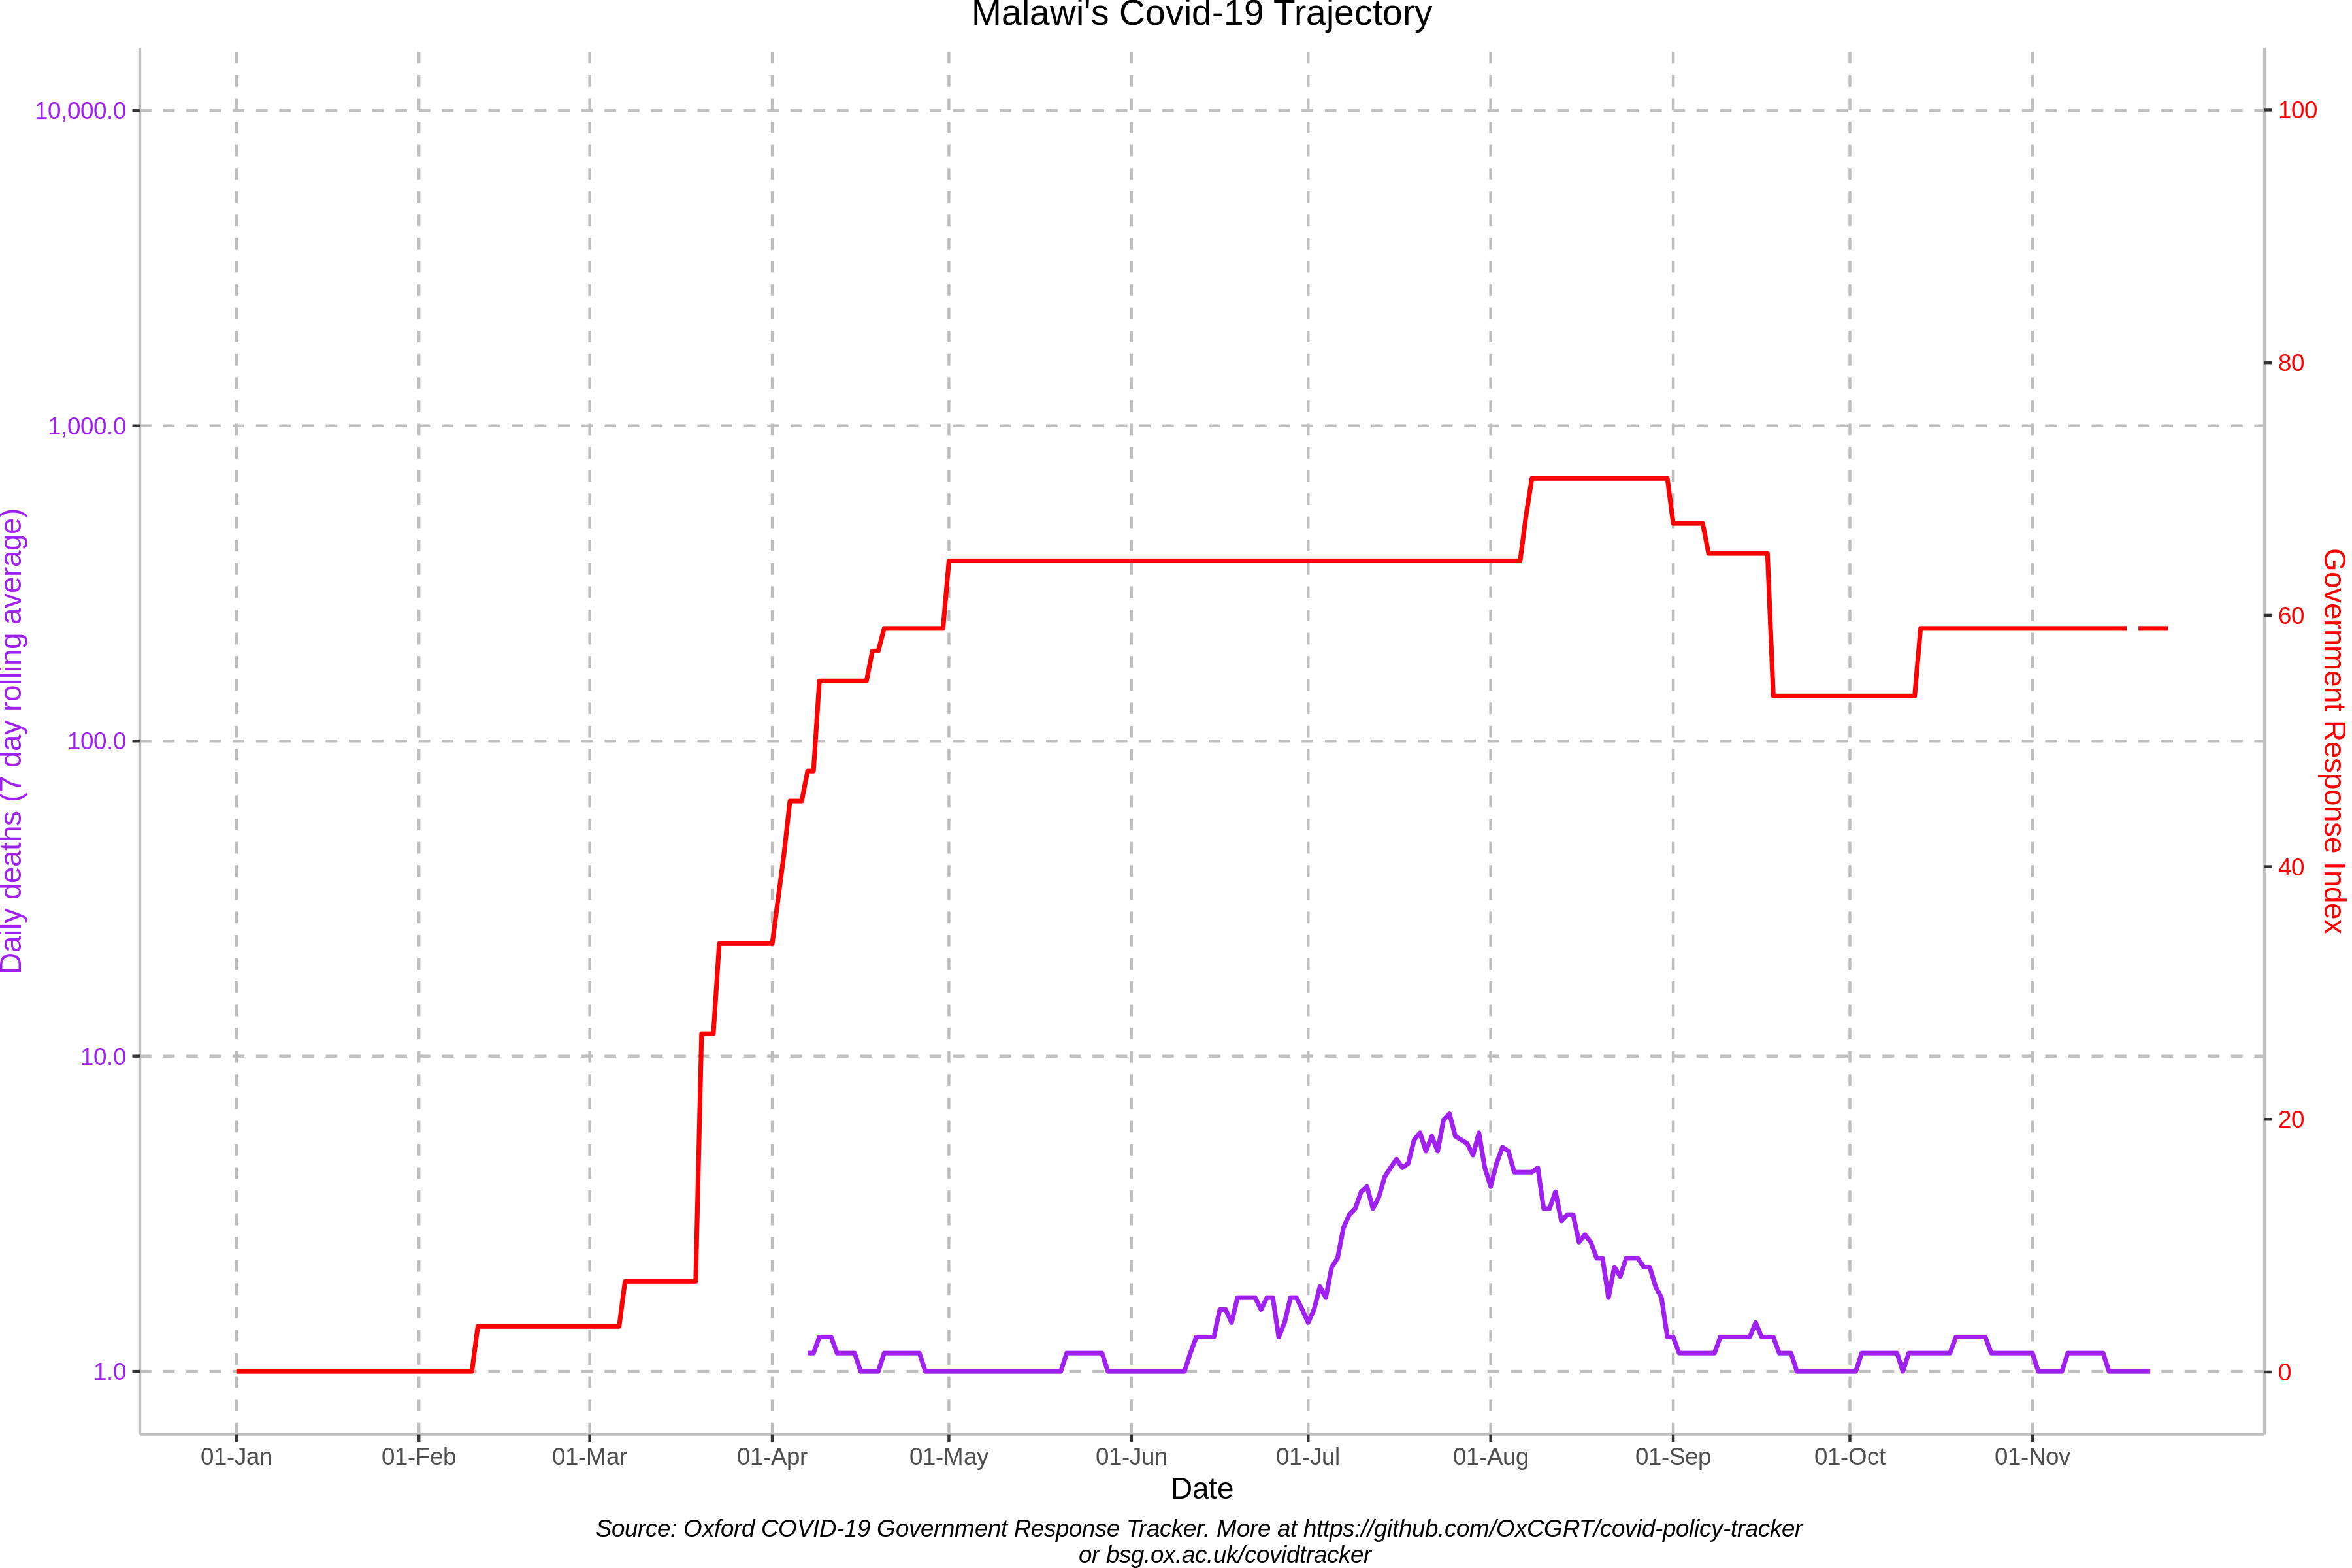 Malawi's Covid-19 Trajectory
10,000.0
1,000.0
100.0
10.0
1.0
Daily deaths (7 day rolling average)
100
80
60
40
20
0
Government Response Index
01-Jan 01-Feb 01-Mar 01-Apr 01-May 01-Jun 01-Jul 01-Aug 01-Sep 01-Oct 01-Nov
Date
Source: Oxford COVID-19 Government Response Tracker. More at https://github.com/OxCGRT/covid-policy-tracker
or bsg.ox.ac.uk/covidtracker